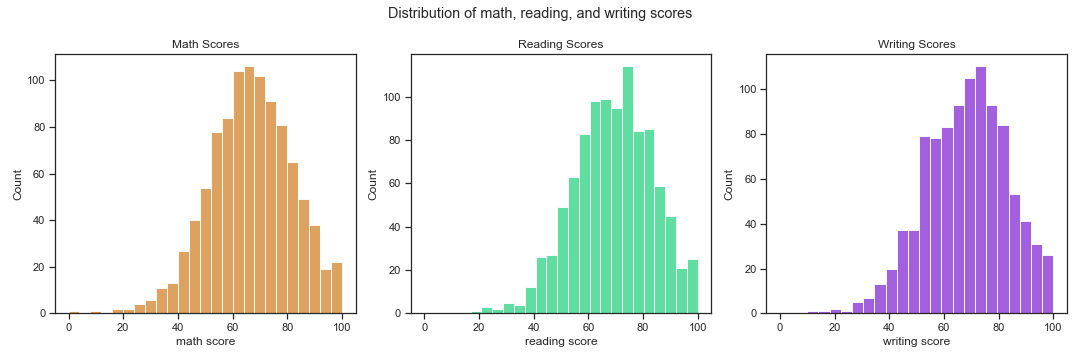 Distribution of math, reading, and writing scores
Math Scores
Count
0
20
40
60
80
100
0 20 40 60 80 100
math score
Reading Scores
Count
0
20
40
60
80
100
0 20 40 60 80 100
reading score
Writing Scores
Count
0
20
40
60
80
100
0 20 40 60 80 100
writing score